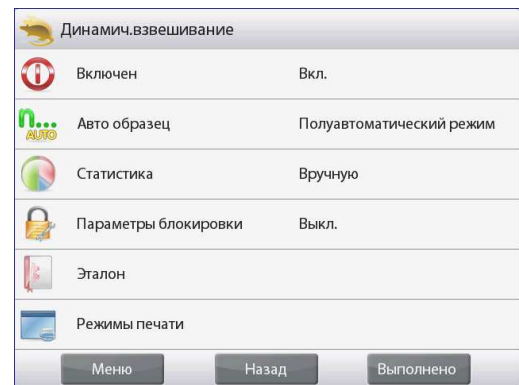 Динамич.взвешивание
Включен Вкл.
n...
AUTO
Авто образец Полуавтоматический режим
Статистика Вручную
Параметры блокировки Выкл.
Эталон
Режимы печати
Меню Назад Выполнено